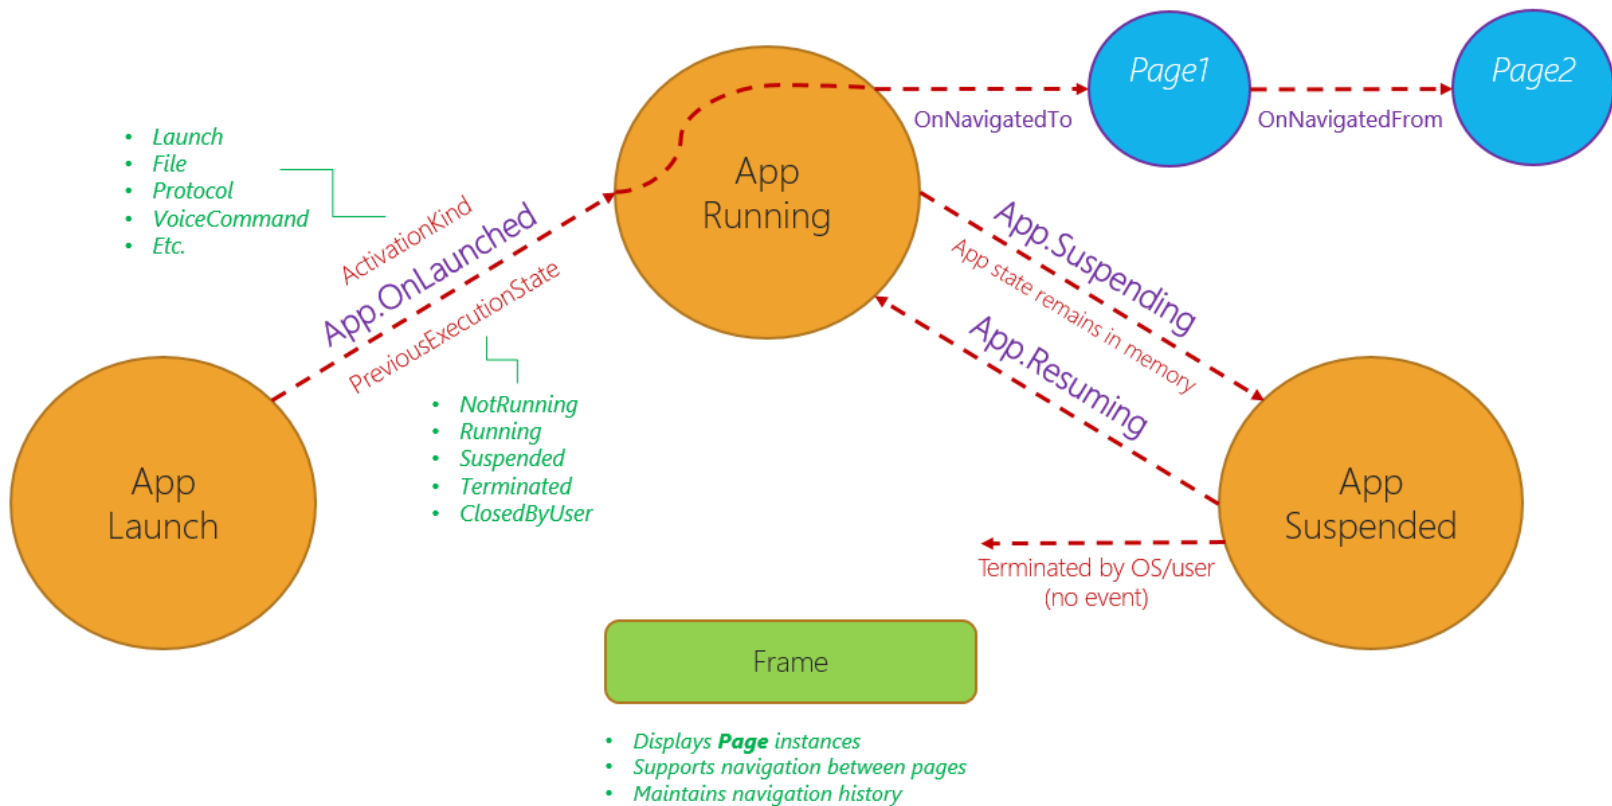 Page1
Page2
OnNavigatedTo
OnNavigatedFrom
• Launch
• File
• Protocol
• VoiceCommand
• Etc.
ActivationKind
App.OnLaunched
PreviousExecutionState
App
Running
App.Suspending
App state remains in memory
App.Resuming
• NotRunning
• Running
• Suspended
• Terminated
• ClosedByUser
App
Launch
App
Suspended
Terminated by OS/user
(no event)
Frame
• Displays Page instances
• Supports navigation between pages
• Maintains navigation history